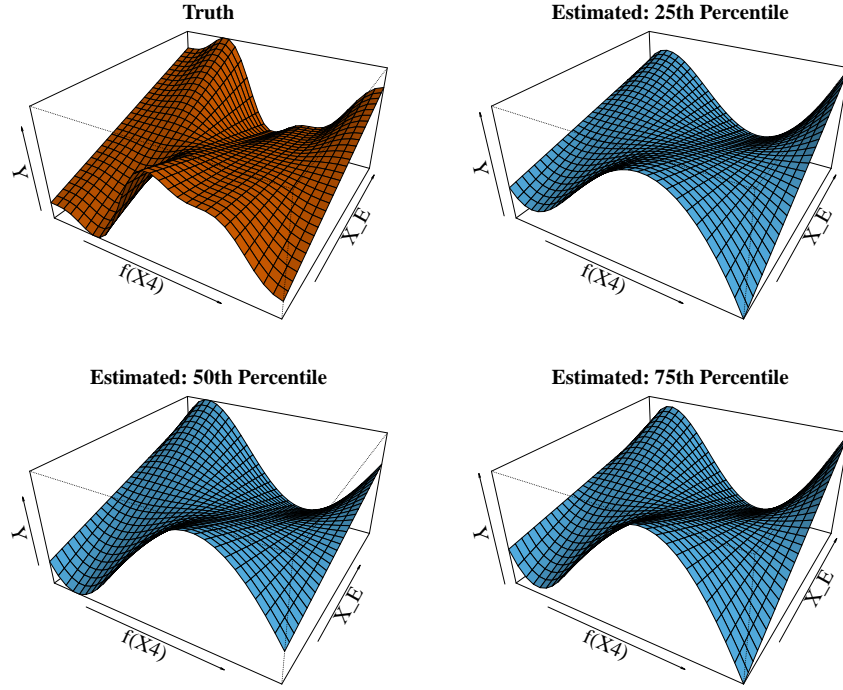 Truth
Y
f(X4)
X_E
Estimated: 25th Percentile
Y
f(X4)
X_E
Estimated: 50th Percentile
Y
f(X4)
X_E
Estimated: 75th Percentile
Y
f(X4)
X_E